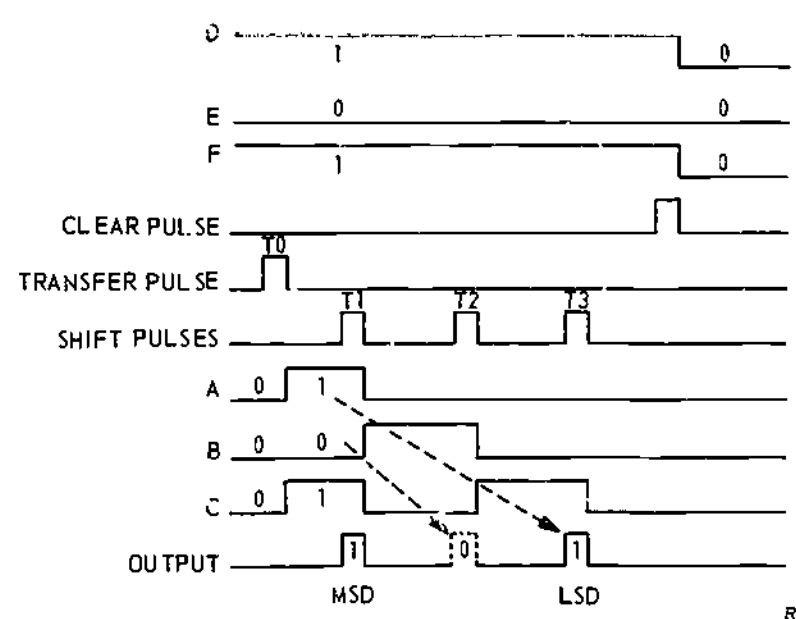 D
1 0
E 0 0
F
1 0
CLEAR PULSE
T0
TRANSFER PULSE
T1 T2 T3
SHIFT PULSES
A 0 1
B 0 0
C 0 1
OUTPUT 1 0 1
MSD LSD
R